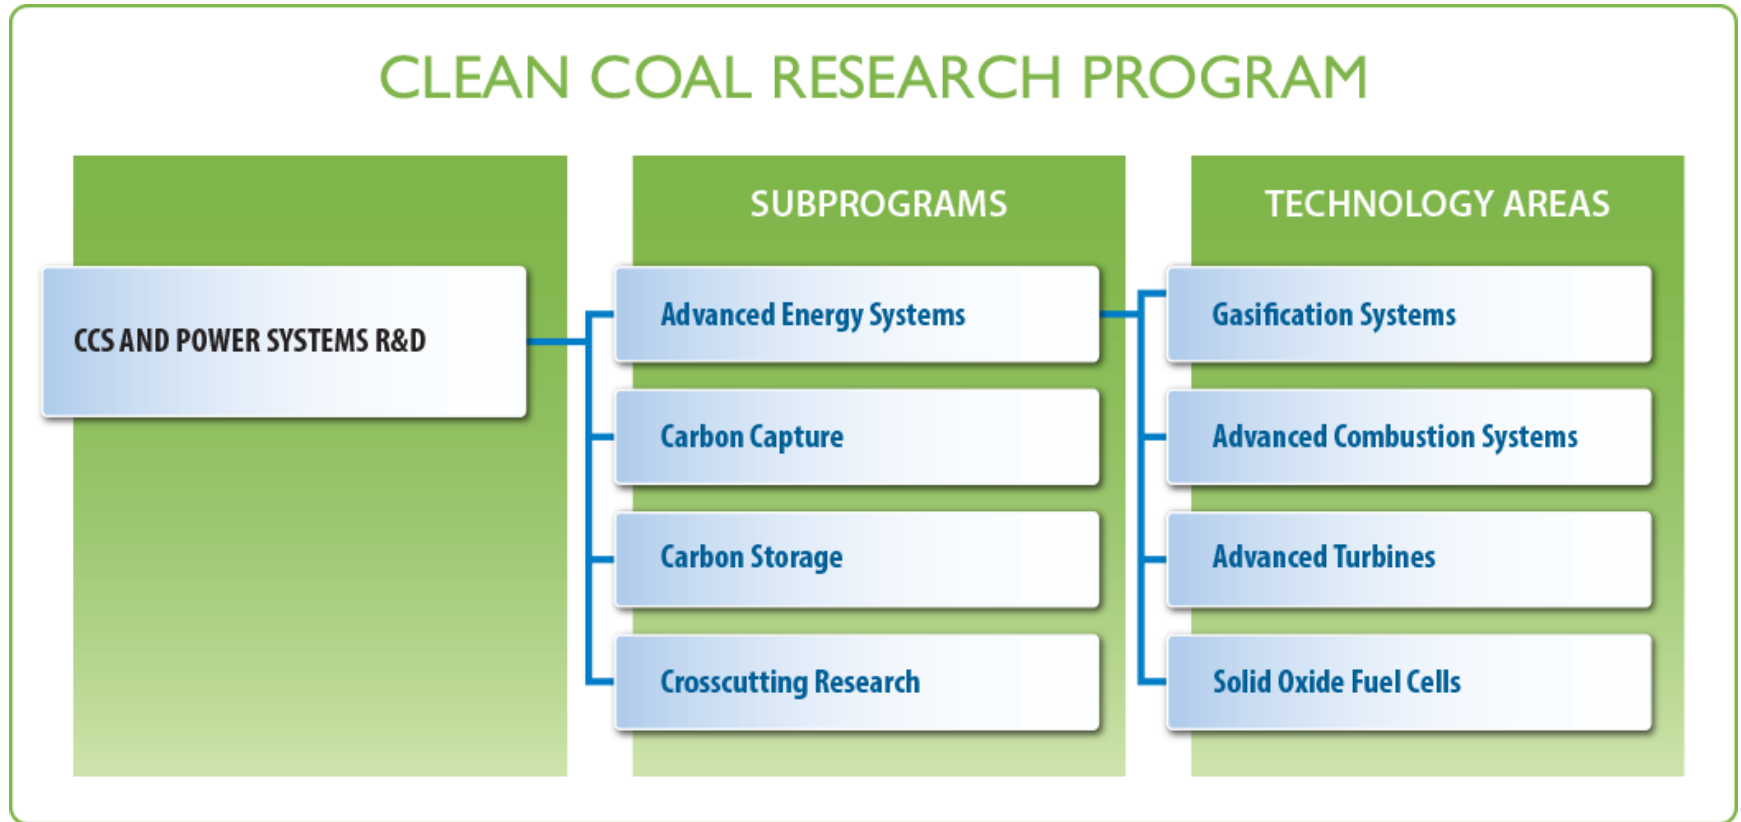 CLEAN COAL RESEARCH PROGRAM
CCS AND POWER SYSTEMS R&D
SUBPROGRAMS
Advanced Energy Systems
Carbon Capture
Carbon Storage
Crosscutting Research
TECHNOLOGY AREAS
Gasification Systems
Advanced Combustion Systems
Advanced Turbines
Solid Oxide Fuel Cells